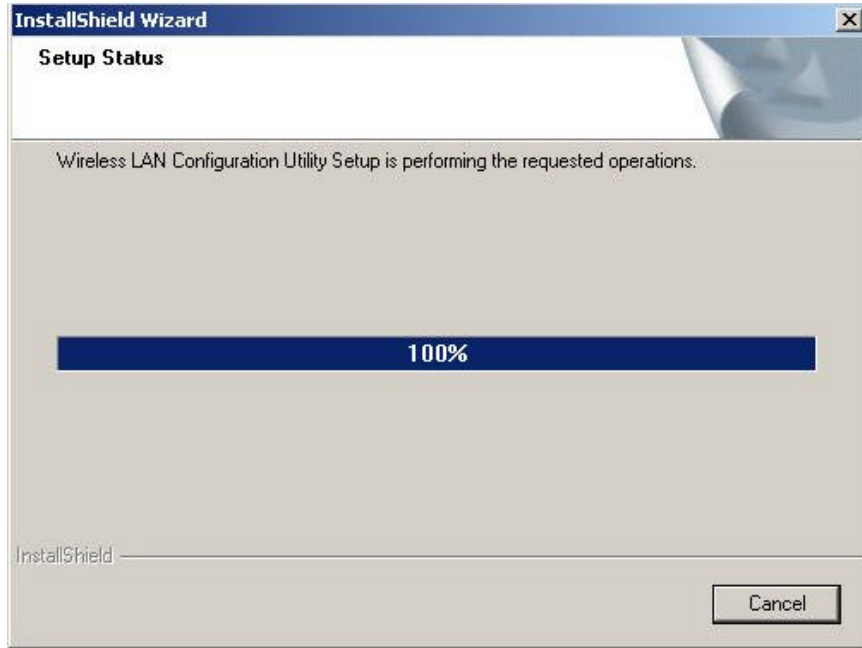 InstallShield Wizard
Setup Status
Wireless LAN Configuration Utility Setup is performing the requested operations.
100%
InstallShield
Cancel